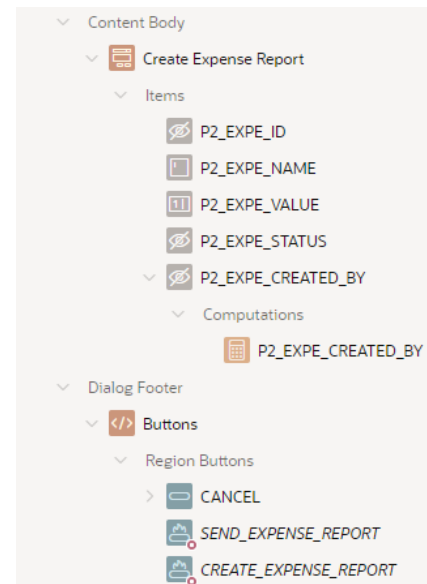 Content Body
Create Expense Report
Items
P2_EXPE_ID
P2_EXPE_NAME
P2_EXPE_VALUE
P2_EXPE_STATUS
P2_EXPE_CREATED_BY
Computations
P2_EXPE_CREATED_BY
Dialog Footer
Buttons
Region Buttons
CANCEL
SEND_EXPENSE_REPORT
CREATE_EXPENSE_REPORT